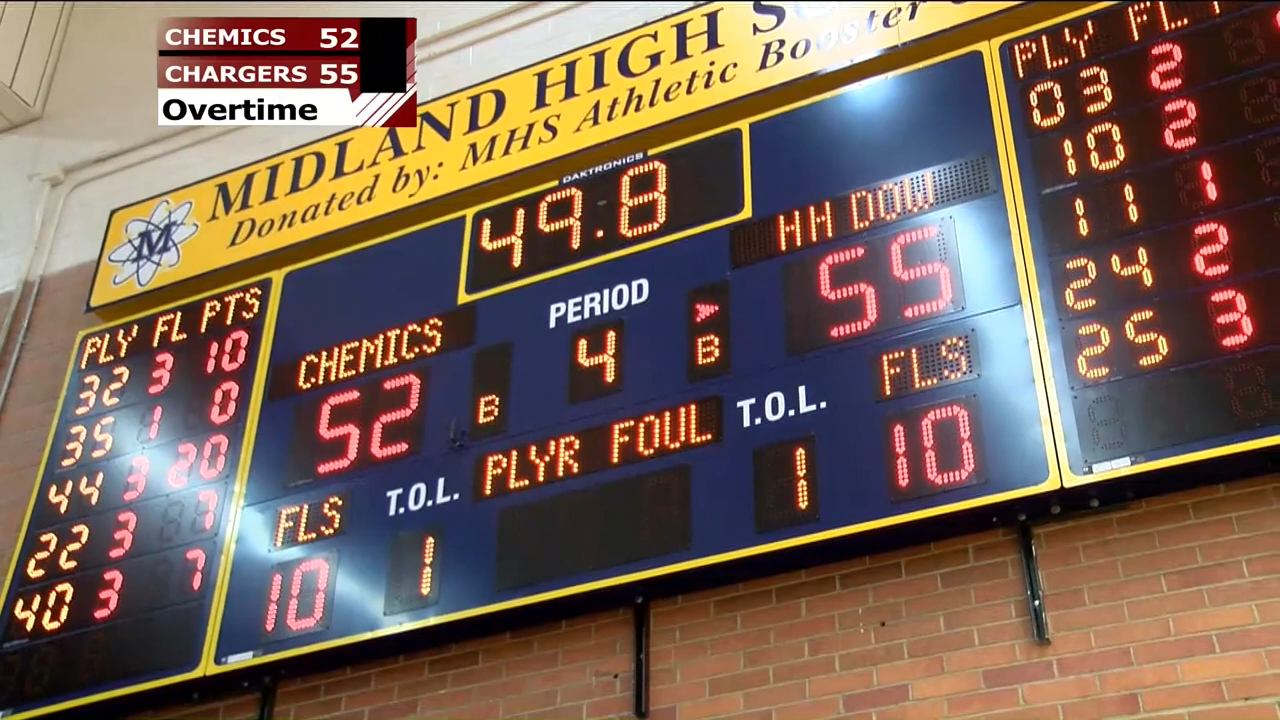 CHEMICS 52
CHARGERS 55
Overtime
MIDLAND HIGH
Donated by: MHS Athletic Booster
M
DAKTRONICS
49.8
PLY FL PTS
32 3 10
35 1 0
44 3 20
22 3 7
40 3 7
CHEMICS
52
B
FLS
10
T.O.L.
1
PERIOD
4
PLYR FOUL
B
HH DOW
55
T.O.L.
1
FLS
10
PLY FL
03 2
10 2
11 1
24 2
25 3